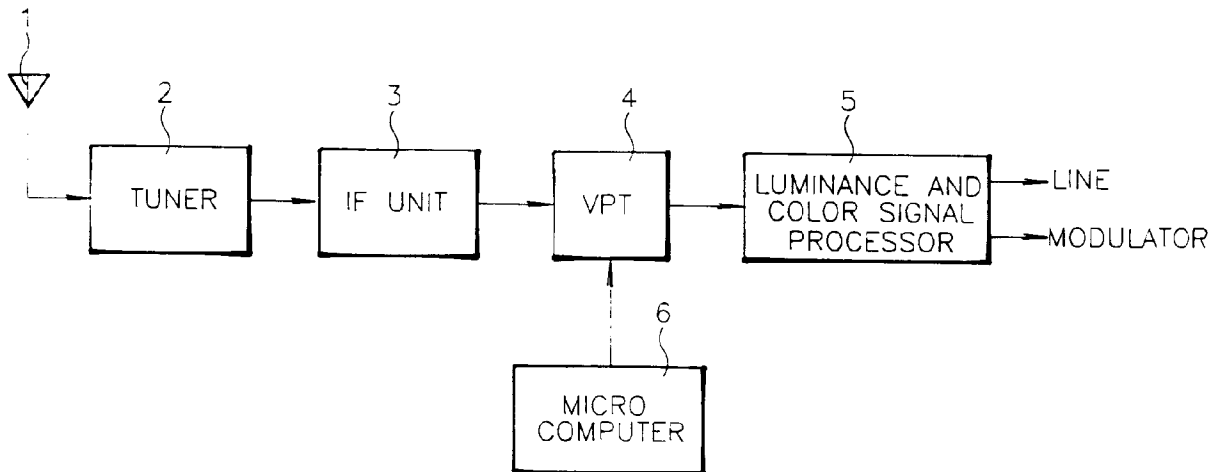 1
2
3
4
5
6
TUNER
IF UNIT
VPT
LUMINANCE AND
COLOR SIGNAL
PROCESSOR
LINE
MODULATOR
MICRO
COMPUTER